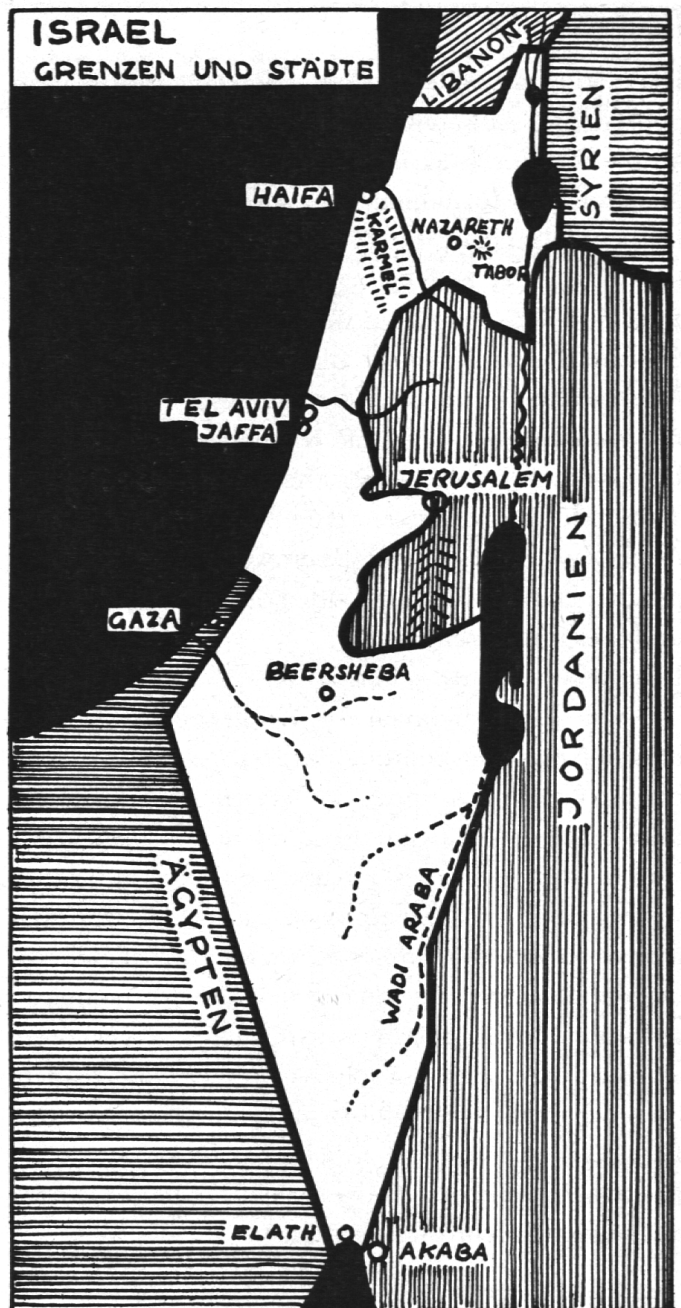 ISRAEL
GRENZEN UND STÄDTE
LIBANON
SYRIEN
HAIFA
KARMEL
NAZARETH
TABOR
TEL AVIV
JAFFA
JERUSALEM
JORDANIEN
GAZA
BEERSHEBA
ÄGYPTEN
WADI ARABA
ELATH
AKABA